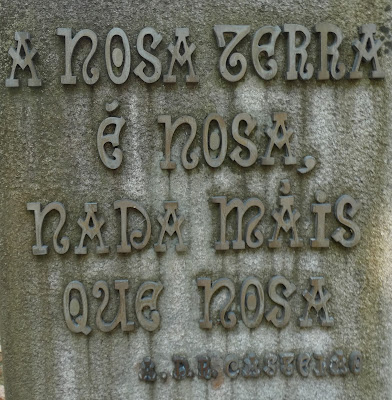 A NOSA TERRA
É NOSA,
NADA MÁIS
QUE NOSA
A. D. R. CASTELAO